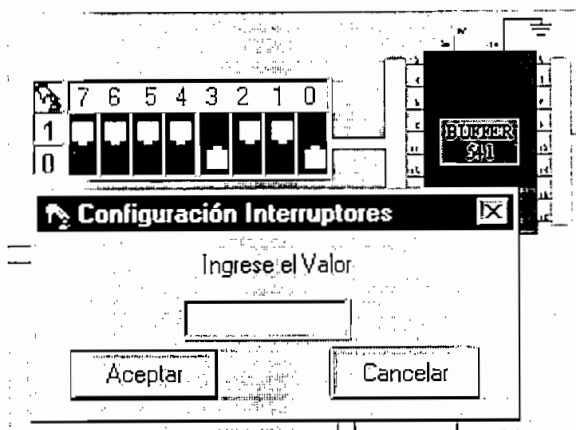 7 6 5 4 3 2 1 0
1
0
BUFFER
541
Configuración Interruptores
Ingrese el Valor
Aceptar
Cancelar